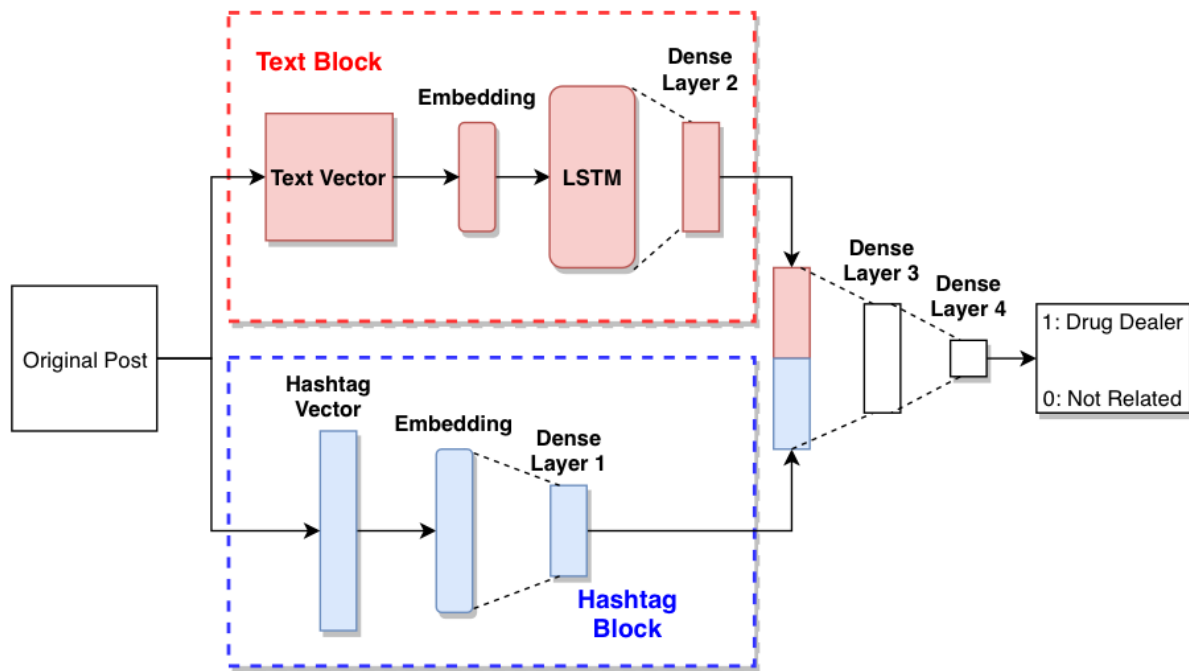 Text Block
Dense
Layer 2
Embedding
Text Vector
LSTM
Original Post
Hashtag
Vector
Embedding
Dense
Layer 1
Hashtag
Block
Dense
Layer 3
Dense
Layer 4
1: Drug Dealer
0: Not Related